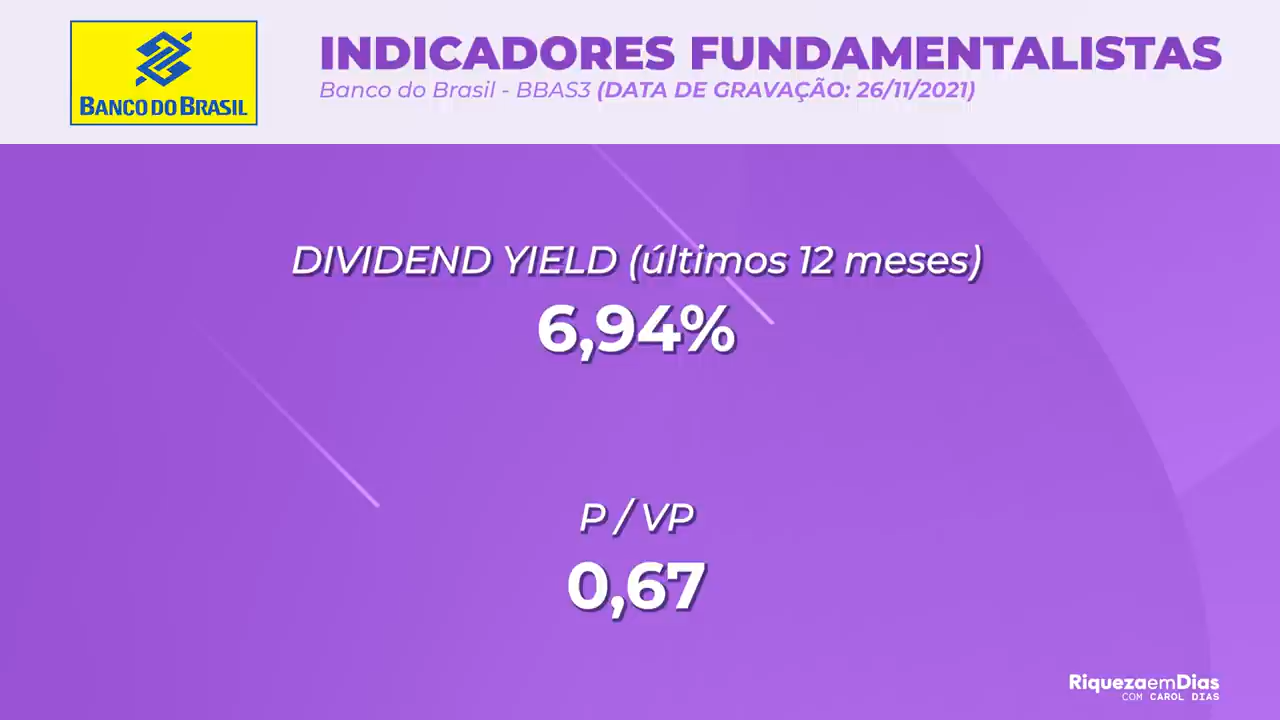 BANCO DO BRASIL
INDICADORES FUNDAMENTALISTAS
Banco do Brasil - BBAS3 (DATA DE GRAVAÇÃO: 26/11/2021)
DIVIDEND YIELD (últimos 12 meses)
6,94%
P / VP
0,67
RiquezaemDias
COM CAROL DIAS